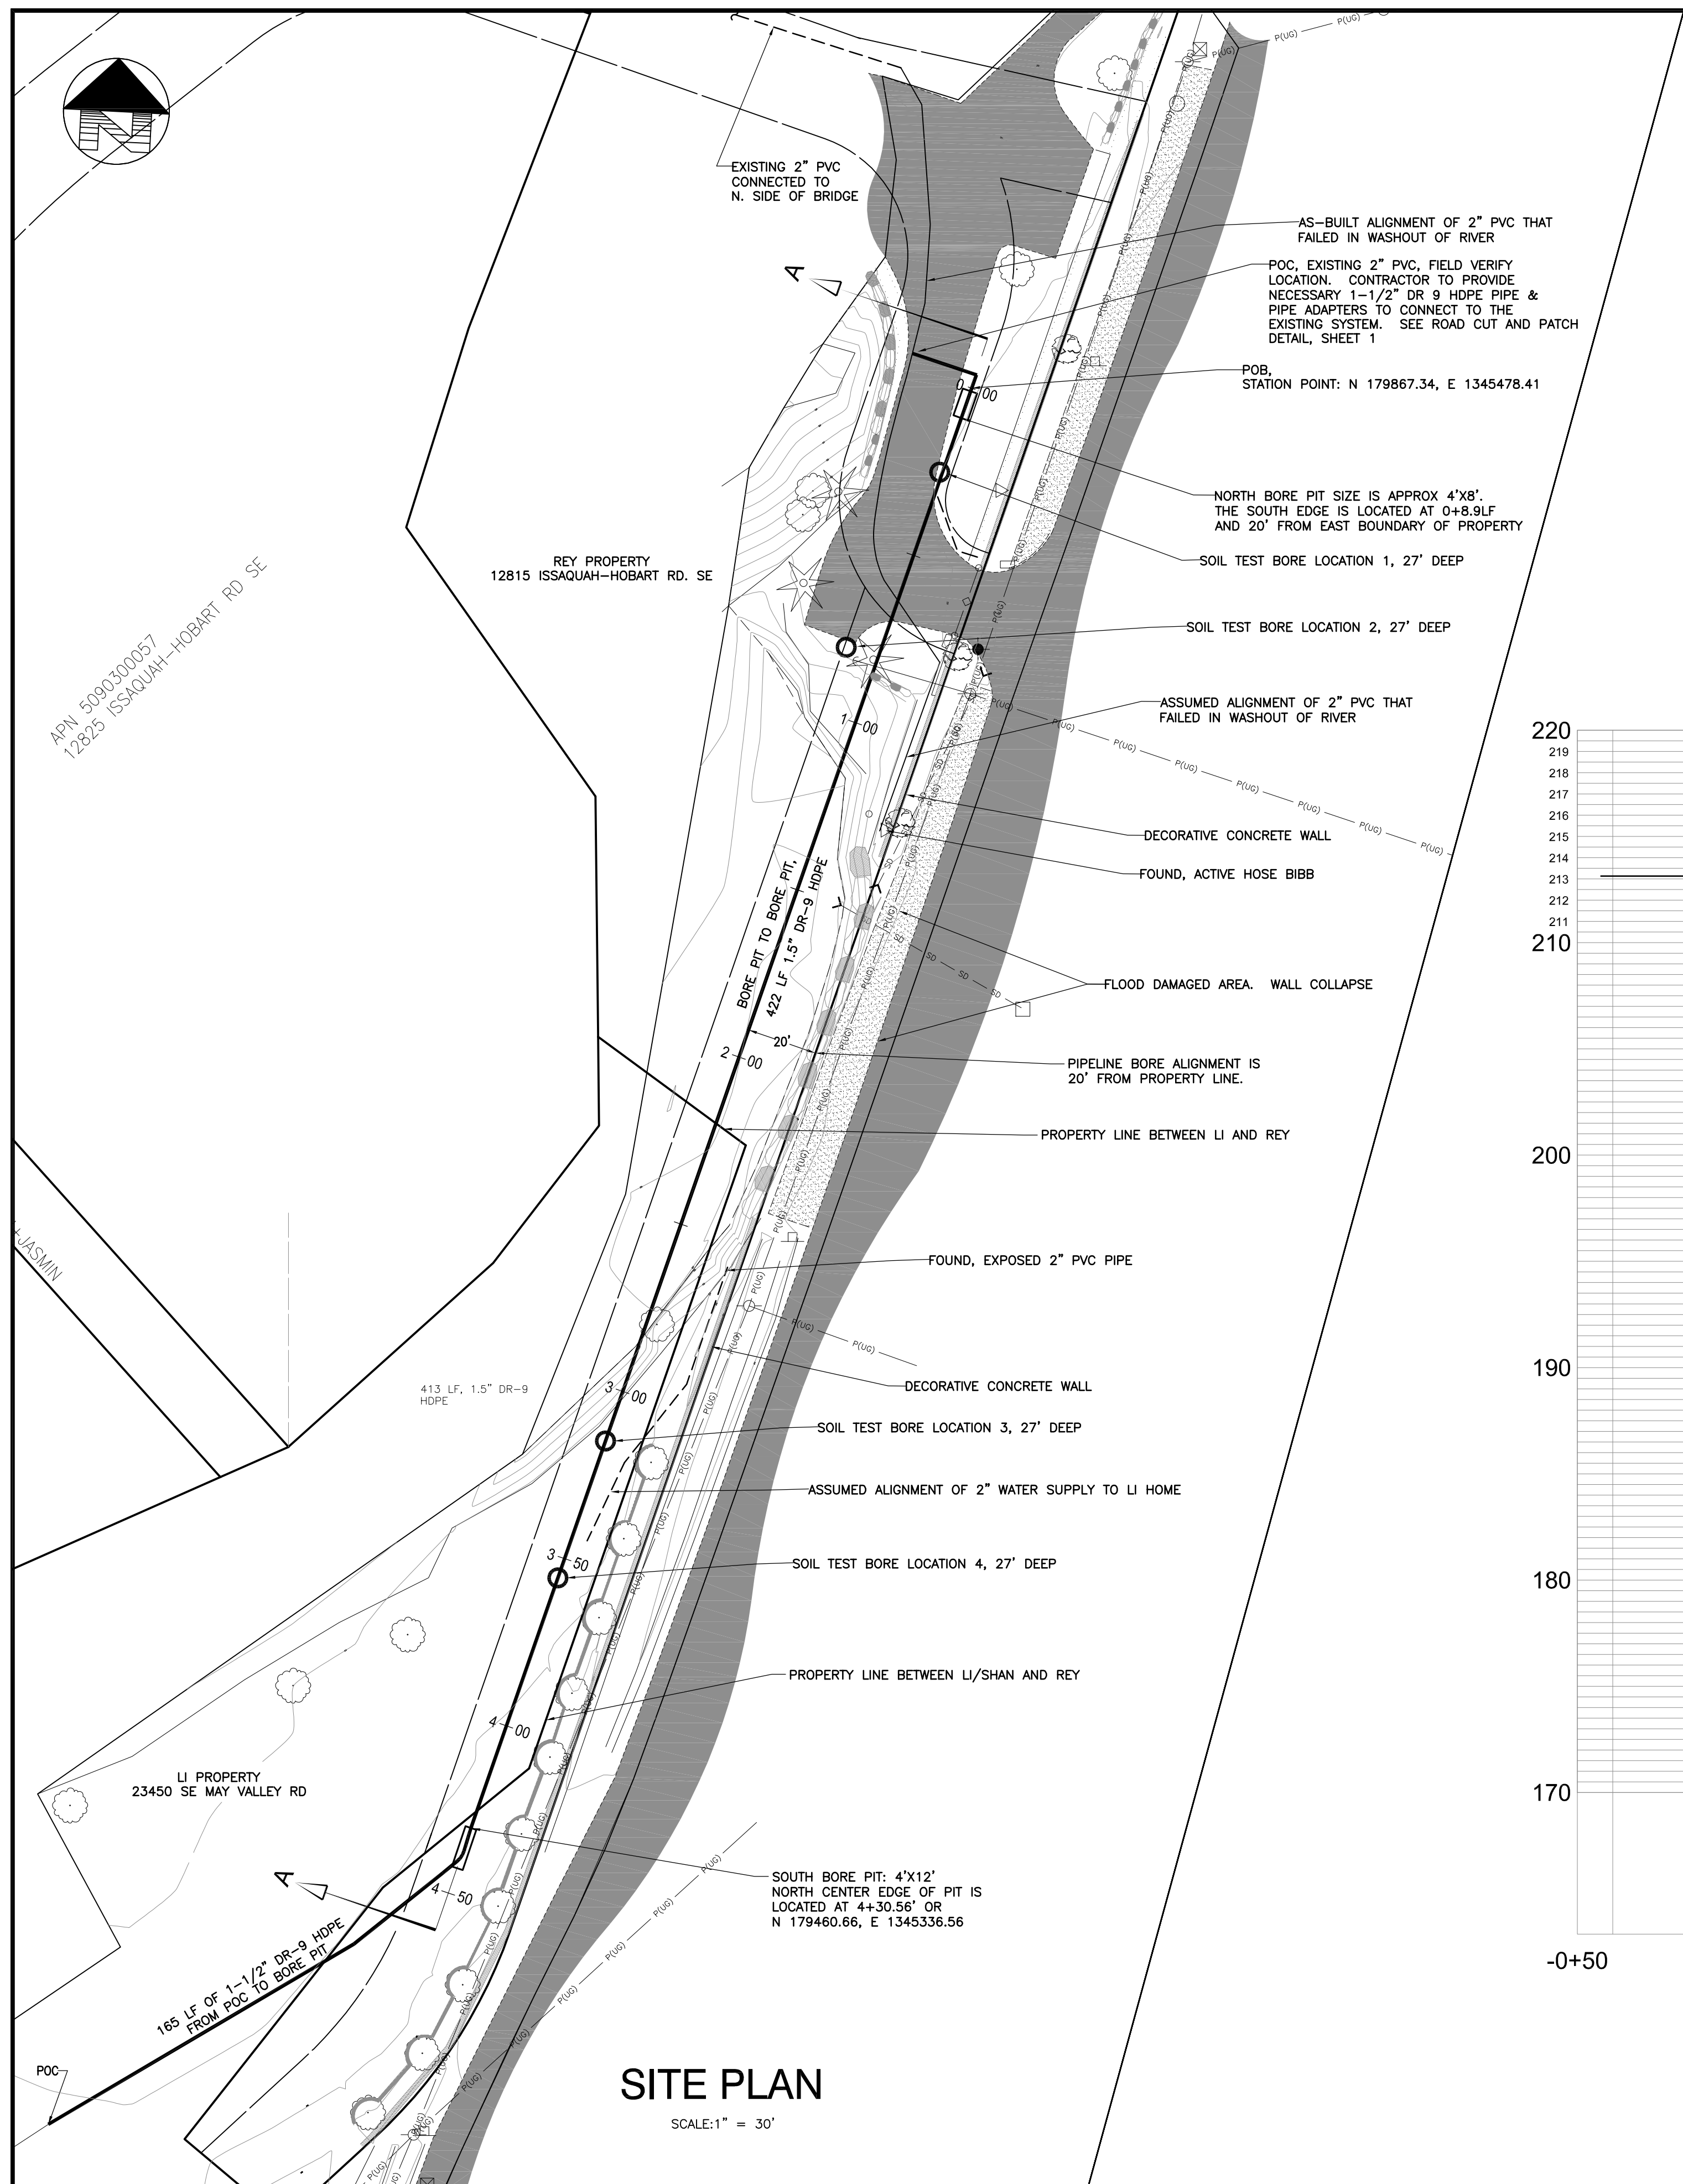 EXISTING 2" PVC
CONNECTED TO
N. SIDE OF BRIDGE
AS-BUILT ALIGNMENT OF 2" PVC THAT
FAILED IN WASHOUT OF RIVER
POC, EXISTING 2" PVC, FIELD VERIFY
LOCATION. CONTRACTOR TO PROVIDE
NECESSARY 1-1/2" DR 9 HDPE PIPE &
PIPE ADAPTERS TO CONNECT TO THE
EXISTING SYSTEM. SEE ROAD CUT AND PATCH
DETAIL, SHEET 1
A
POB,
STATION POINT: N 179867.34, E 1345478.41
0 00
NORTH BORE PIT SIZE IS APPROX 4'X8'.
THE SOUTH EDGE IS LOCATED AT 0+8.9LF
AND 20' FROM EAST BOUNDARY OF PROPERTY
SOIL TEST BORE LOCATION 1, 27' DEEP
REY PROPERTY
12815 ISSAQUAH-HOBART RD. SE
APN 5090300057
12825 ISSAQUAH-HOBART RD SE
SOIL TEST BORE LOCATION 2, 27' DEEP
ASSUMED ALIGNMENT OF 2" PVC THAT
FAILED IN WASHOUT OF RIVER
1 00
DECORATIVE CONCRETE WALL
FOUND, ACTIVE HOSE BIBB
BORE PIT TO BORE PIT,
422 LF 1.5" DR-9 HDPE
FLOOD DAMAGED AREA. WALL COLLAPSE
20'
2 00
PIPELINE BORE ALIGNMENT IS
20' FROM PROPERTY LINE.
PROPERTY LINE BETWEEN LI AND REY
JASMIN
FOUND, EXPOSED 2" PVC PIPE
413 LF, 1.5" DR-9
HDPE
3 00
DECORATIVE CONCRETE WALL
SOIL TEST BORE LOCATION 3, 27' DEEP
ASSUMED ALIGNMENT OF 2" WATER SUPPLY TO LI HOME
3 50
SOIL TEST BORE LOCATION 4, 27' DEEP
PROPERTY LINE BETWEEN LI/SHAN AND REY
4 00
LI PROPERTY
23450 SE MAY VALLEY RD
A
4 50
SOUTH BORE PIT: 4'X12'
NORTH CENTER EDGE OF PIT IS
LOCATED AT 4+30.56' OR
N 179460.66, E 1345336.56
165 LF OF 1-1/2" DR-9 HDPE
FROM POC TO BORE PIT
POC
P(UG) P(UG) P(UG) P(UG) P(UG) P(UG)
SD SD SD SD
220
219
218
217
216
215
214
213
212
211
210
200
190
180
170
-0+50
SITE PLAN
SCALE:1" = 30'